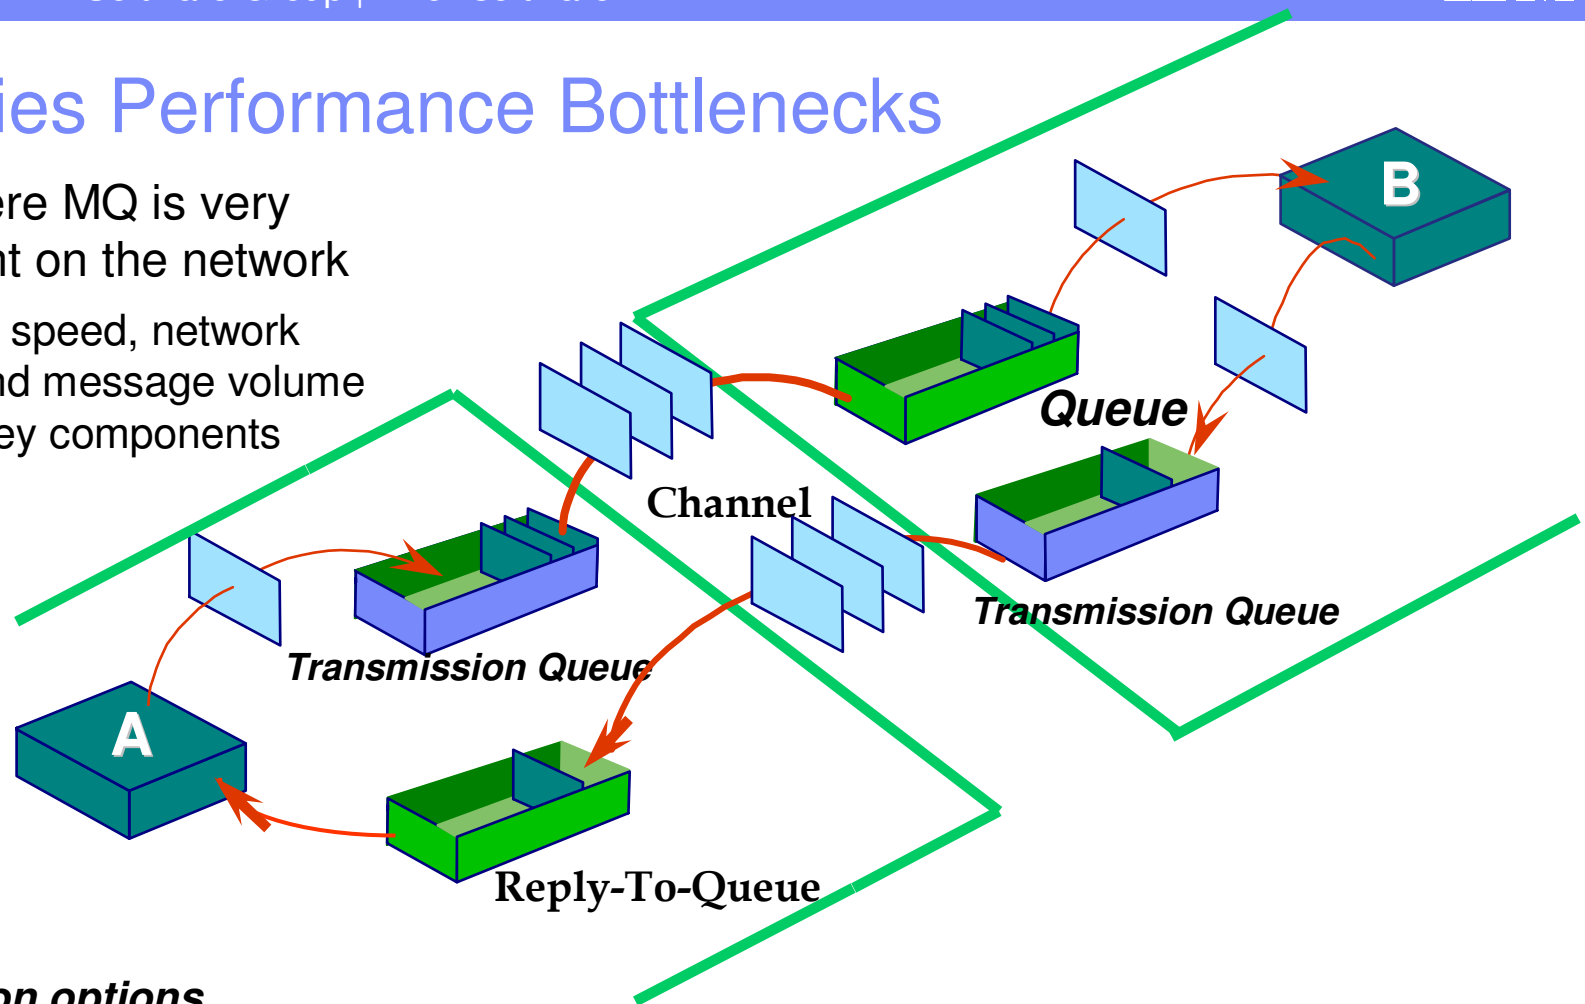 ies Performance Bottlenecks
ere MQ is very
nt on the network
speed, network
nd message volume
ey components
B
Queue
Channel
Transmission Queue
Transmission Queue
A
Reply-To-Queue
on options